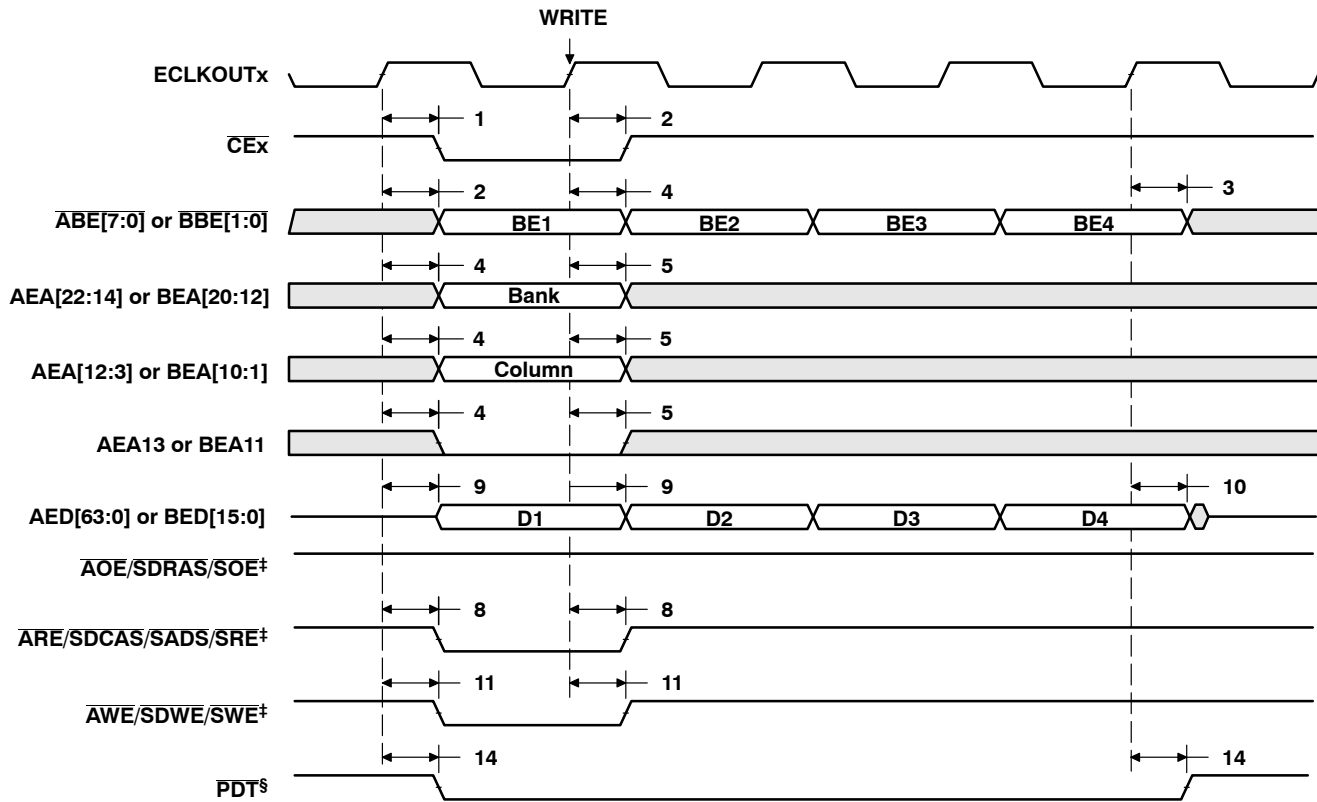 WRITE
ECLKOUTx
1 2
CEx
2 4 3
ABE[7:0] or BBE[1:0] BE1 BE2 BE3 BE4
4 5
AEA[22:14] or BEA[20:12] Bank
4 5
AEA[12:3] or BEA[10:1] Column
4 5
AEA13 or BEA11
9 9 10
AED[63:0] or BED[15:0] D1 D2 D3 D4
AOE/SDRAS/SOE‡
8 8
ARE/SDCAS/SADS/SRE‡
11 11
AWE/SDWE/SWE‡
14 14
PDT§